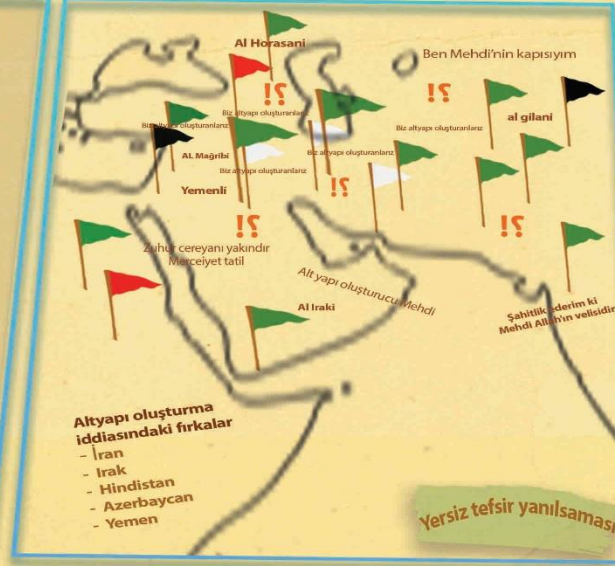 Al Horasani
Ben Mehdi'nin kapısıyım
!؟
!؟
Biz altyapı oluşturanlarız
al gilani
Biz altyapı oluşturanlarız
Biz altyapı oluşturanlarız
AL Mağribi
Biz altyapı oluşturanlarız
Biz altyapı oluşturanlarız
Yemenli
!؟
!؟
!؟
Zuhur cereyanı yakındır
Merceiyet tatil
Alt yapı oluşturucu Mehdi
Al Iraki
Şahitlik ederim ki
Mehdi Allah'ın velisidir
Altyapı oluşturma
iddiasındaki fırkalar
- İran
- Irak
- Hindistan
- Azerbaycan
- Yemen
Yersiz tefsir yanılsaması